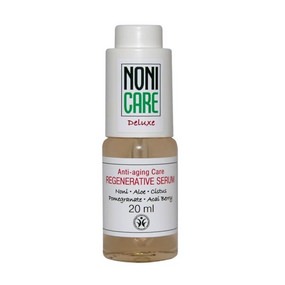 NONI
CARE
Deluxe
Anti-aging Care
REGENERATIVE SERUM
Noni • Aloe • Cistus
Pomegranate • Acai Berry
20 ml